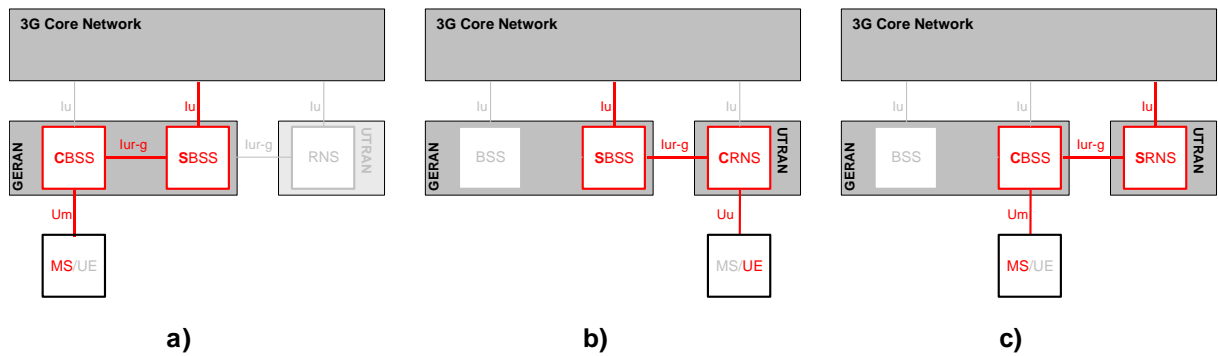 3G Core Network
Iu
Iu
Iu
GERAN
CBSS
Iur-g
SBSS
Iur-g
RNS
UTRAN
Um
MS/UE
a)
3G Core Network
Iu
Iu
Iu
GERAN
BSS
SBSS
Iur-g
CRNS
UTRAN
Uu
MS/UE
b)
3G Core Network
Iu
Iu
Iu
GERAN
BSS
CBSS
Iur-g
SRNS
UTRAN
Um
MS/UE
c)